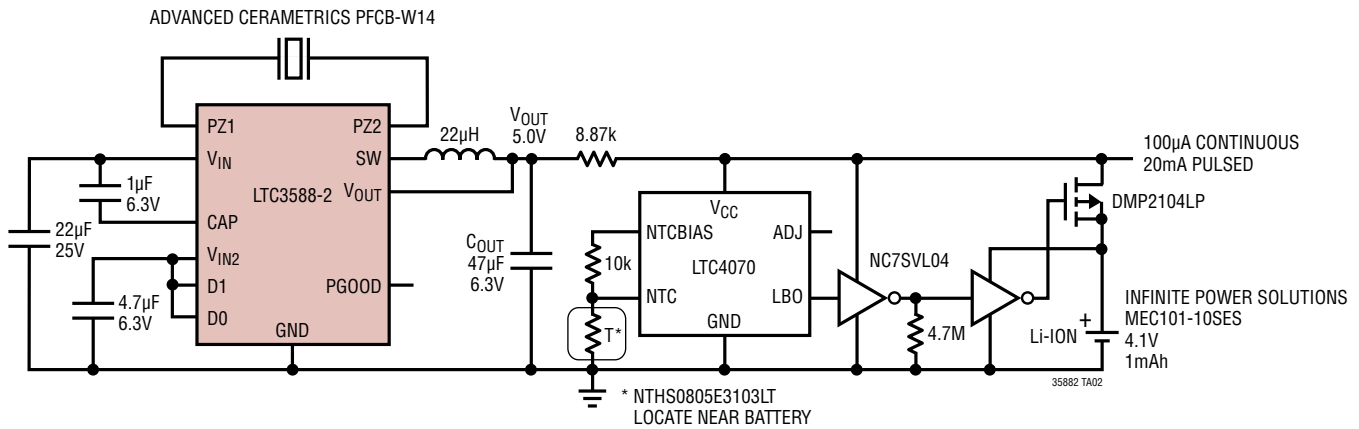 ADVANCED CERAMETRICS PFCB-W14
PZ1
PZ2
VIN
SW
VOUT
CAP
VIN2
D1
D0
PGOOD
GND
LTC3588-2
1µF
6.3V
22µF
25V
4.7µF
6.3V
22µH
VOUT
5.0V
8.87k
COUT
47µF
6.3V
10k
T*
NTCBIAS
NTC
VCC
ADJ
LTC4070
LBO
GND
NC7SVL04
4.7M
100µA CONTINUOUS
20mA PULSED
DMP2104LP
Li-ION
+
INFINITE POWER SOLUTIONS
MEC101-10SES
4.1V
1mAh
35882 TA02
* NTHS0805E3103LT
LOCATE NEAR BATTERY